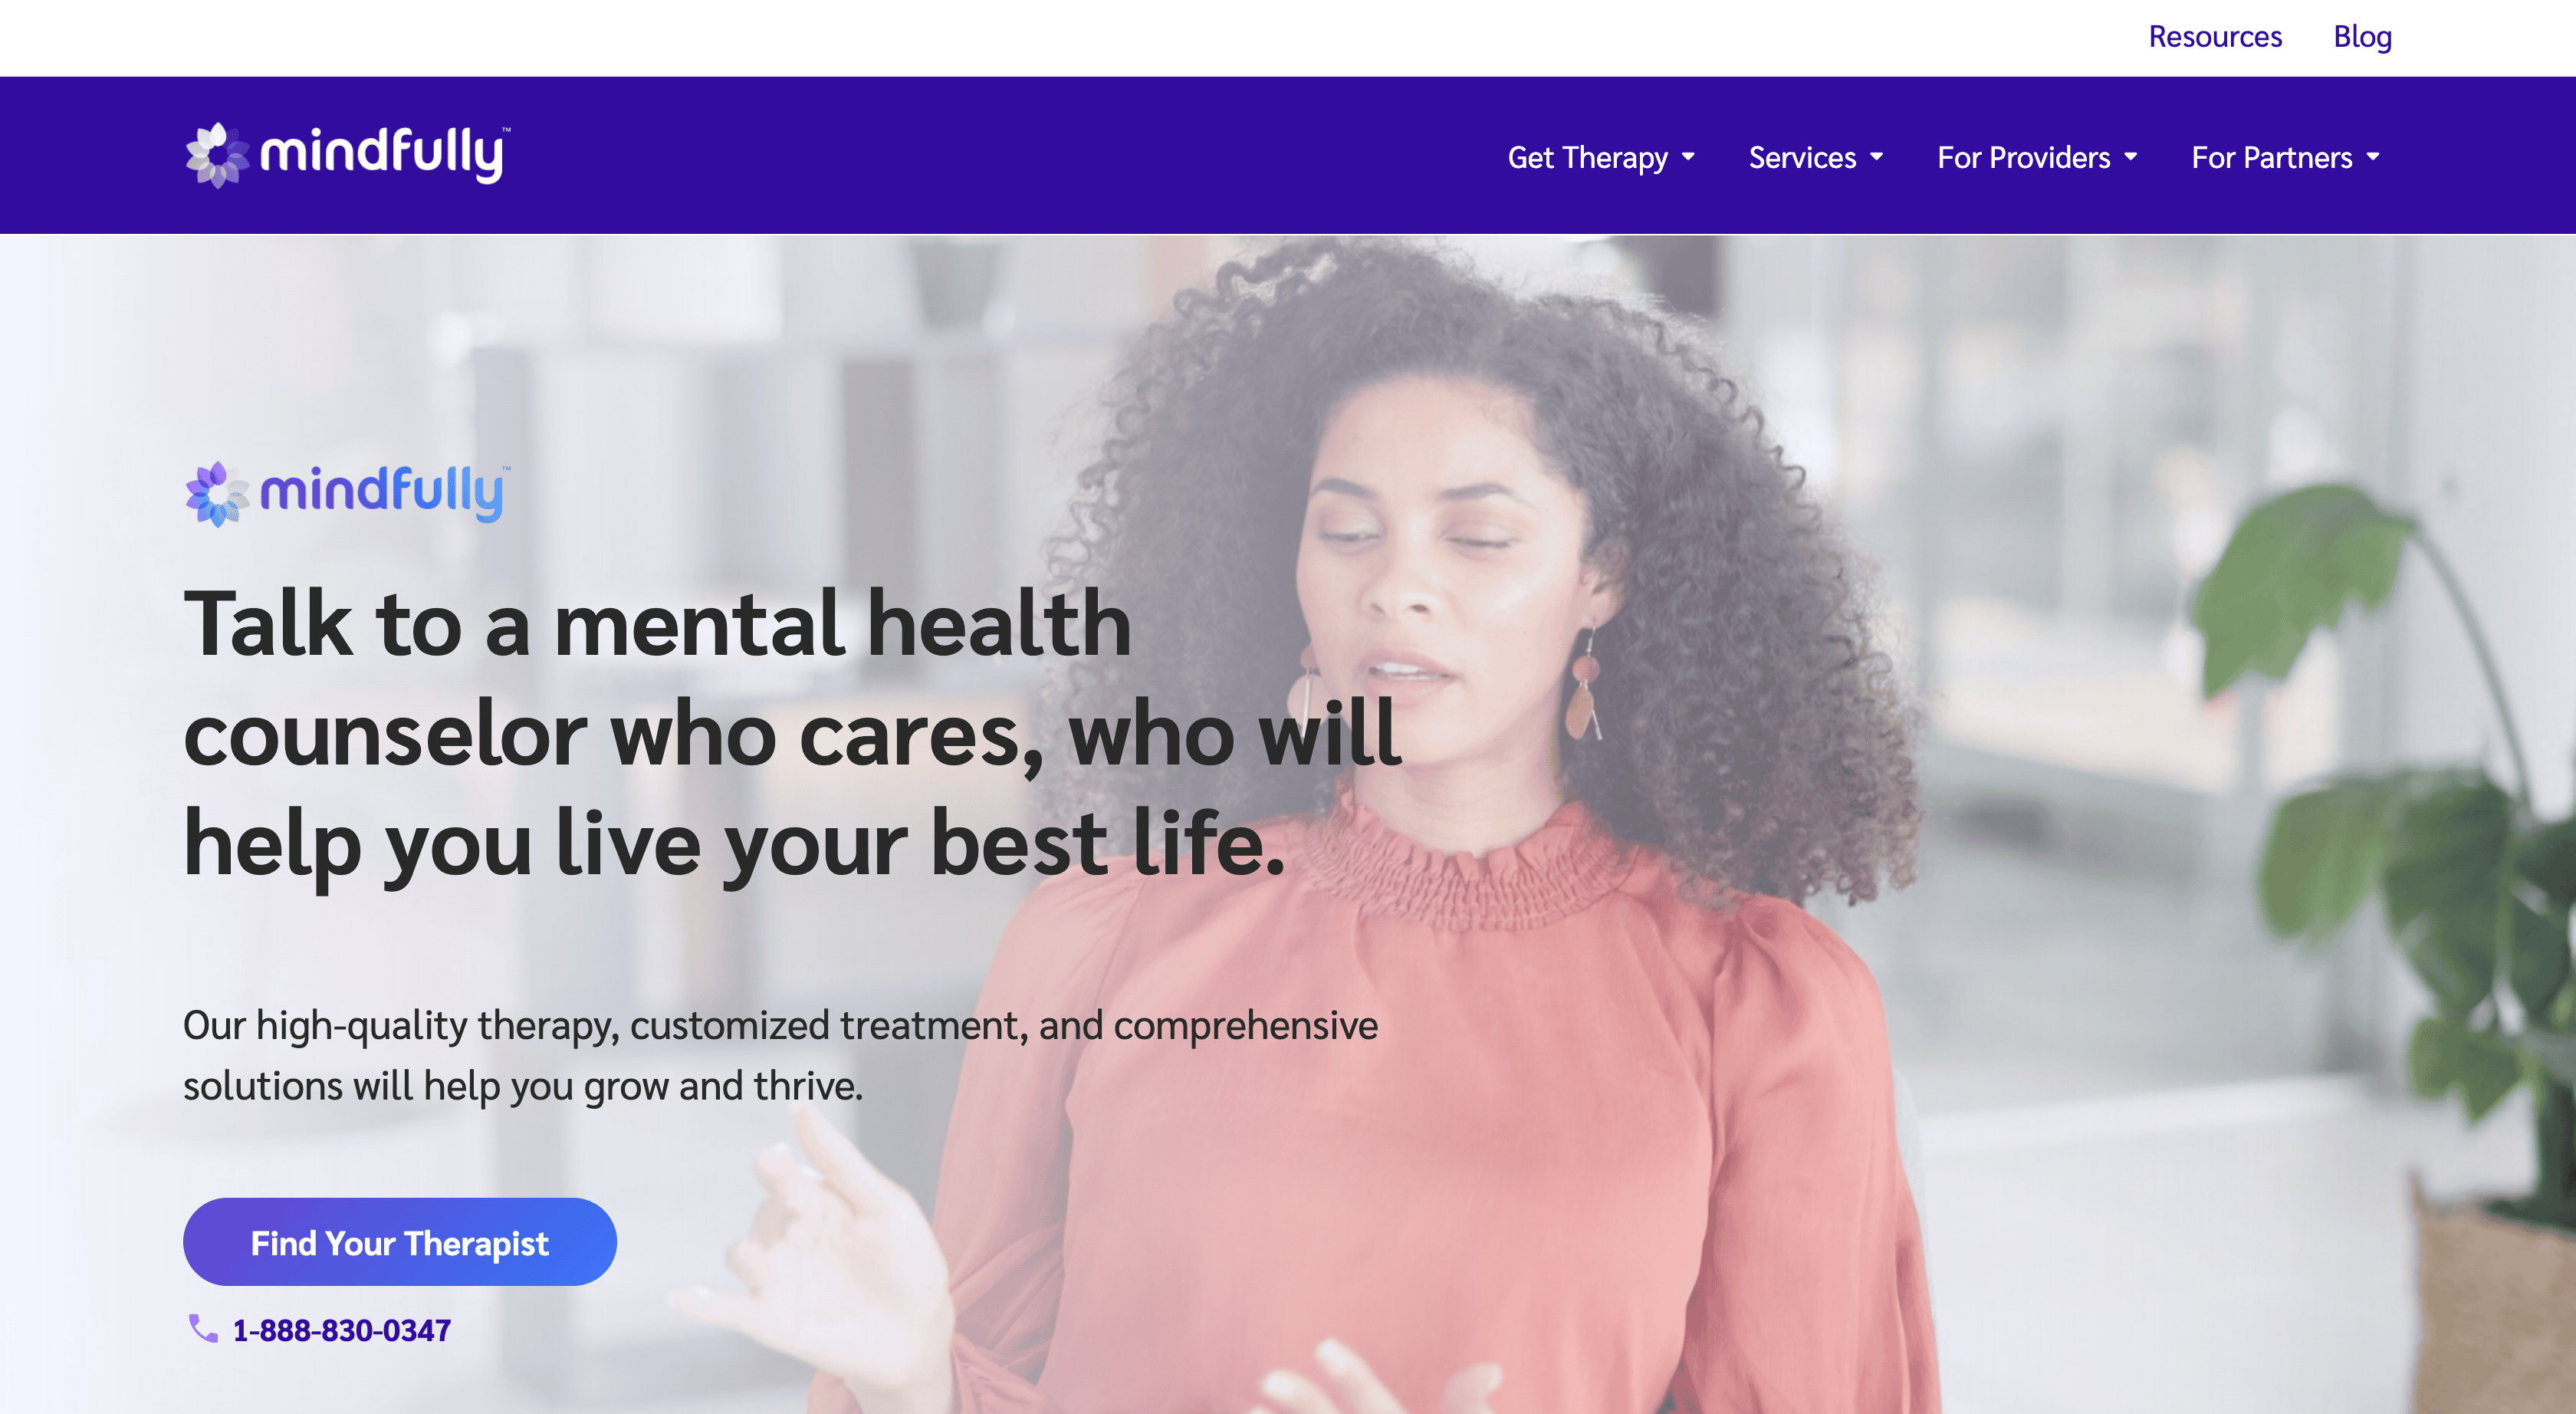 Resources Blog
mindfully™
Get Therapy Services For Providers For Partners
mindfully™
Talk to a mental health
counselor who cares, who will
help you live your best life.
Our high-quality therapy, customized treatment, and comprehensive
solutions will help you grow and thrive.
Find Your Therapist
1-888-830-0347